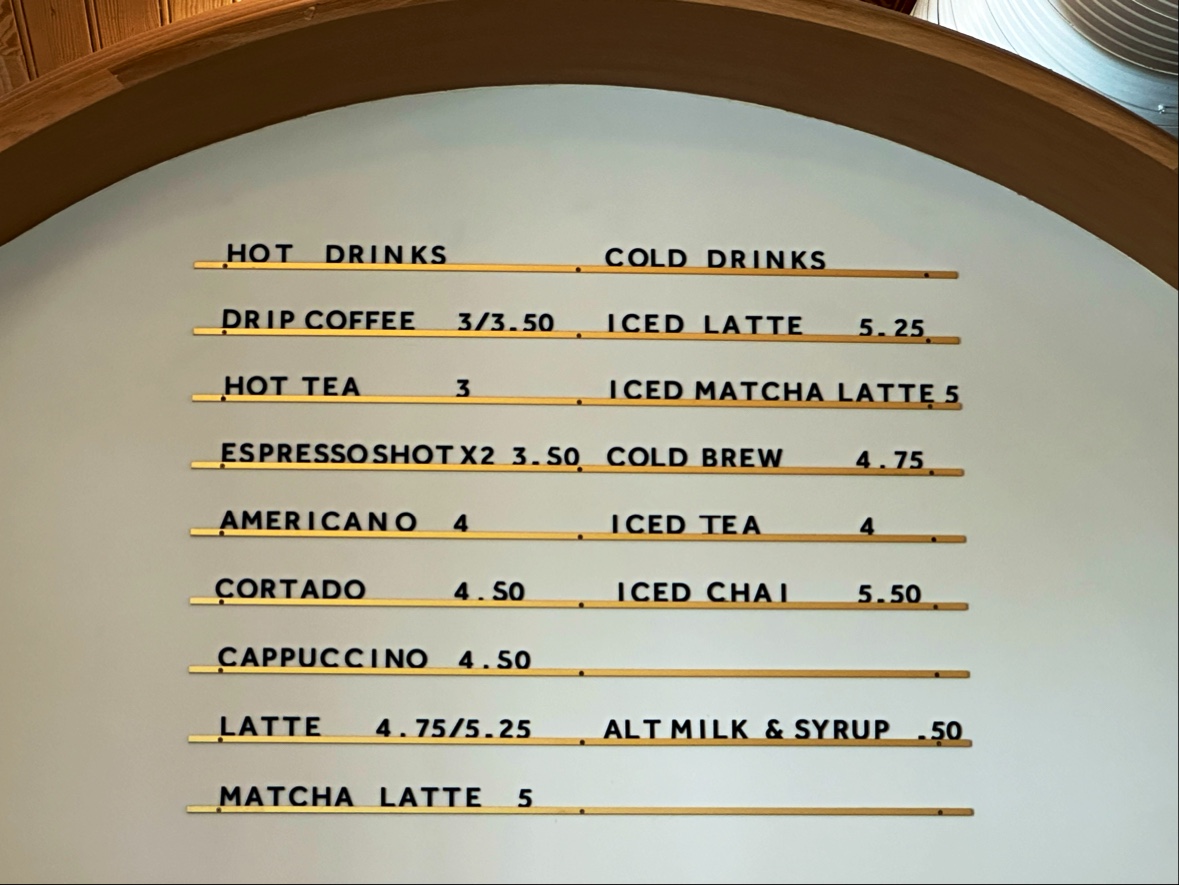 HOT DRINKS COLD DRINKS
DRIP COFFEE 3/3.50 ICED LATTE 5.25
HOT TEA 3 ICED MATCHA LATTE 5
ESPRESSO SHOT X2 3.50 COLD BREW 4.75
AMERICANO 4 ICED TEA 4
CORTADO 4.50 ICED CHAI 5.50
CAPPUCCINO 4.50
LATTE 4.75/5.25 ALT MILK & SYRUP .50
MATCHA LATTE 5